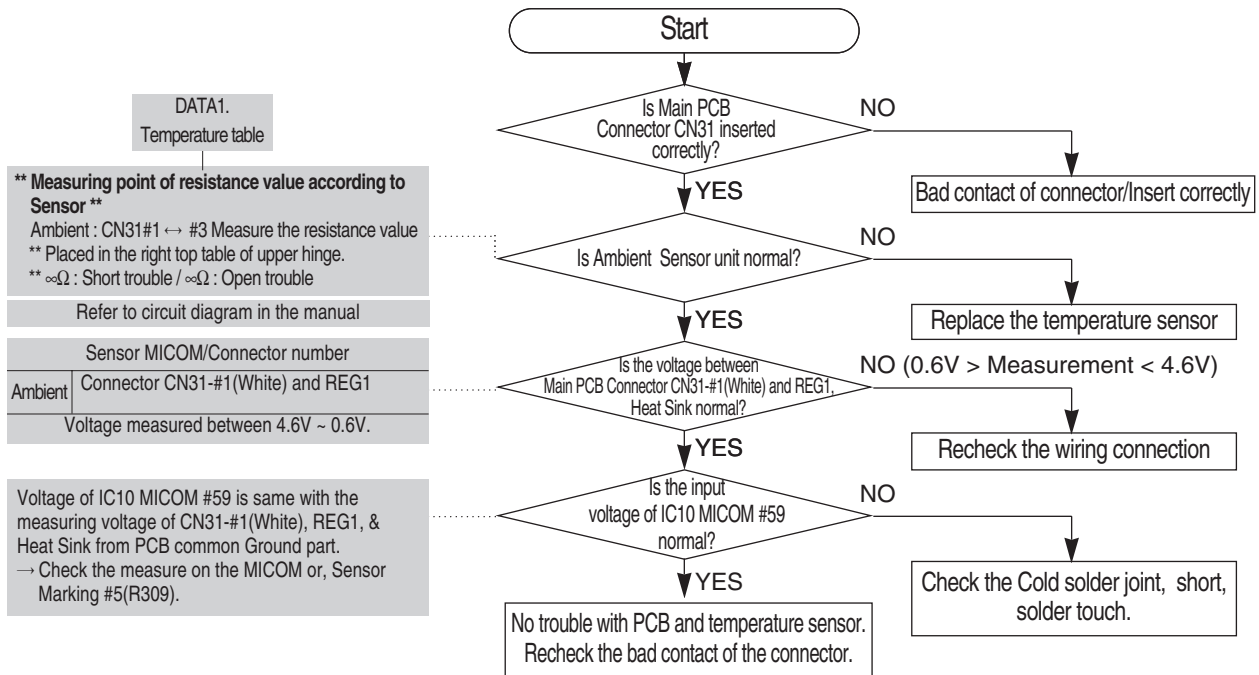 Start
Is Main PCB
Connector CN31 inserted
correctly?
NO
Bad contact of connector/Insert correctly
YES
DATA1.
Temperature table
** Measuring point of resistance value according to
Sensor **
Ambient : CN31#1 ↔ #3 Measure the resistance value
** Placed in the right top table of upper hinge.
** ∞Ω : Short trouble / ∞Ω : Open trouble
Refer to circuit diagram in the manual
Is Ambient Sensor unit normal?
NO
Replace the temperature sensor
YES
Sensor MICOM/Connector number
Ambient
Connector CN31-#1(White) and REG1
Voltage measured between 4.6V ~ 0.6V.
Is the voltage between
Main PCB Connector CN31-#1(White) and REG1,
Heat Sink normal?
NO (0.6V > Measurement < 4.6V)
Recheck the wiring connection
YES
Voltage of IC10 MICOM #59 is same with the
measuring voltage of CN31-#1(White), REG1, &
Heat Sink from PCB common Ground part.
→ Check the measure on the MICOM or, Sensor
Marking #5(R309).
Is the input
voltage of IC10 MICOM #59
normal?
NO
Check the Cold solder joint, short,
solder touch.
YES
No trouble with PCB and temperature sensor.
Recheck the bad contact of the connector.